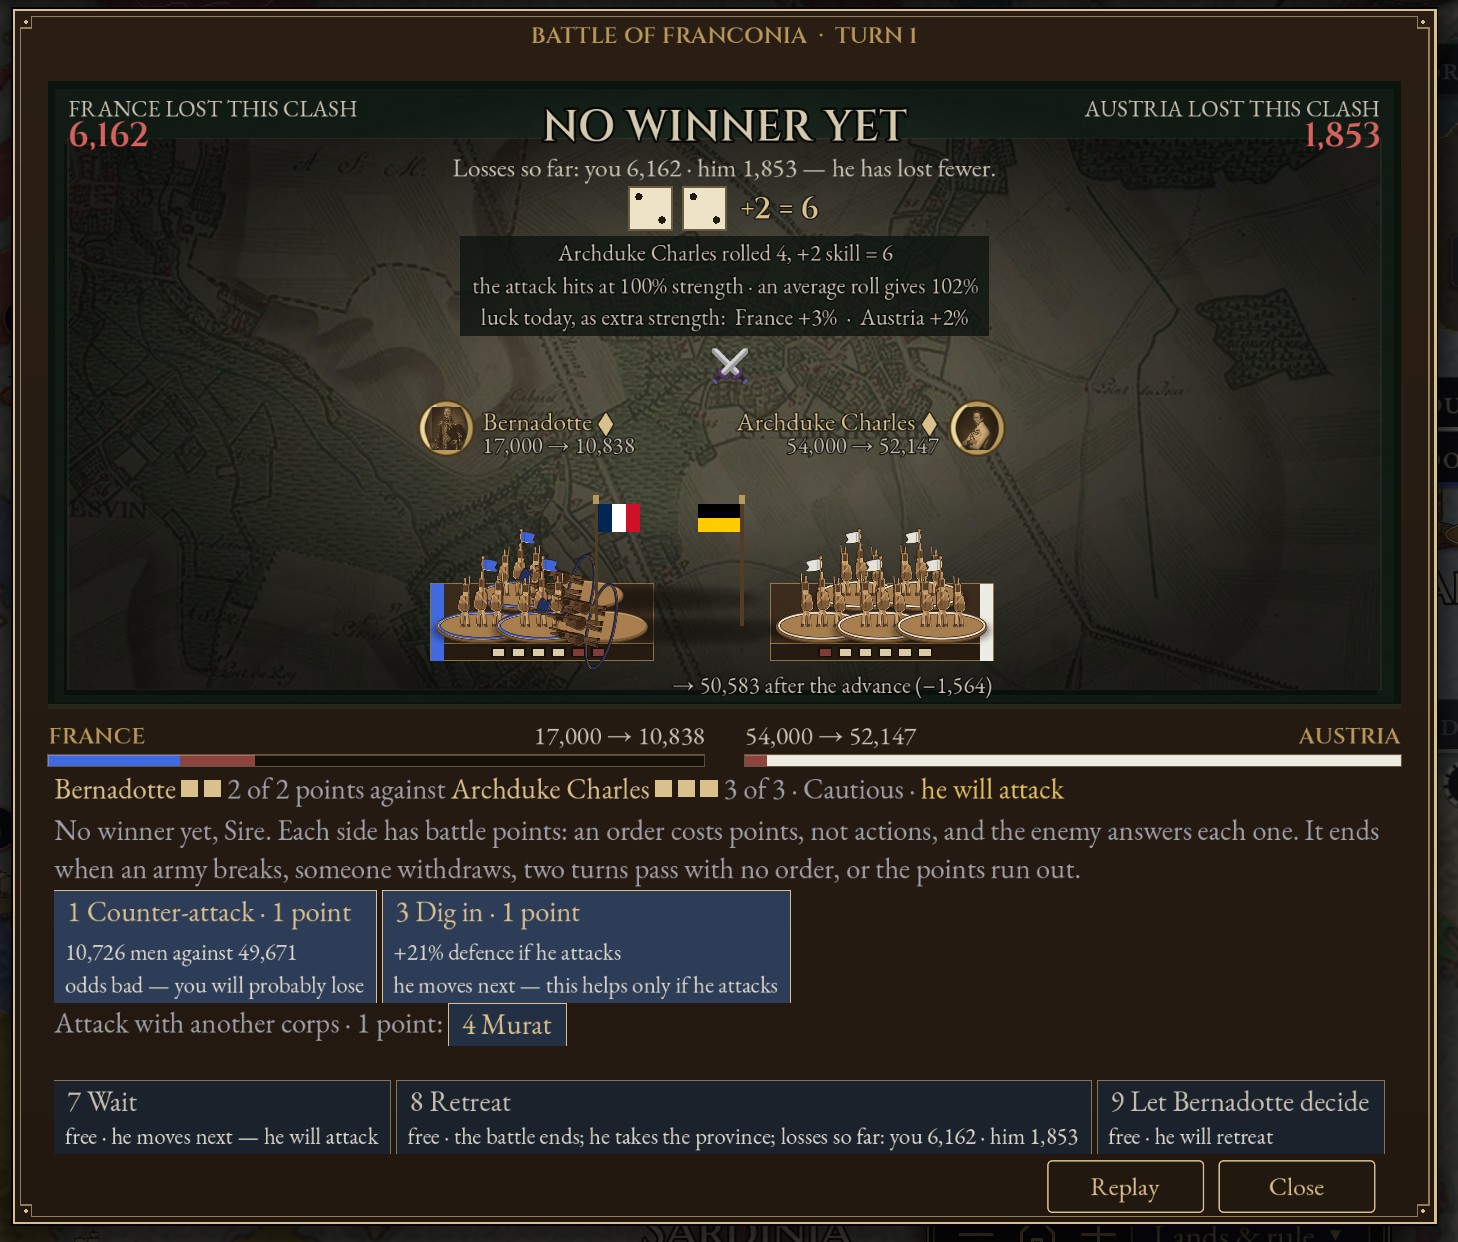 BATTLE OF FRANCONIA · TURN 1
FRANCE LOST THIS CLASH
6,162
NO WINNER YET
AUSTRIA LOST THIS CLASH
1,853
Losses so far: you 6,162 · him 1,853 — he has lost fewer.
+2 = 6
Archduke Charles rolled 4, +2 skill = 6
the attack hits at 100% strength · an average roll gives 102%
luck today, as extra strength: France +3% · Austria +2%
Bernadotte
17,000 → 10,838
Archduke Charles
54,000 → 52,147
ESVIN
→ 50,583 after the advance (−1,564)
FRANCE 17,000 → 10,838
54,000 → 52,147 AUSTRIA
Bernadotte 2 of 2 points against Archduke Charles 3 of 3 · Cautious · he will attack
No winner yet, Sire. Each side has battle points: an order costs points, not actions, and the enemy answers each one. It ends
when an army breaks, someone withdraws, two turns pass with no order, or the points run out.
1 Counter-attack · 1 point
10,726 men against 49,671
odds bad — you will probably lose
3 Dig in · 1 point
+21% defence if he attacks
he moves next — this helps only if he attacks
Attack with another corps · 1 point: 4 Murat
7 Wait
free · he moves next — he will attack
8 Retreat
free · the battle ends; he takes the province; losses so far: you 6,162 · him 1,853
9 Let Bernadotte decide
free · he will retreat
Replay
Close
SARDINIA
Lands & rule